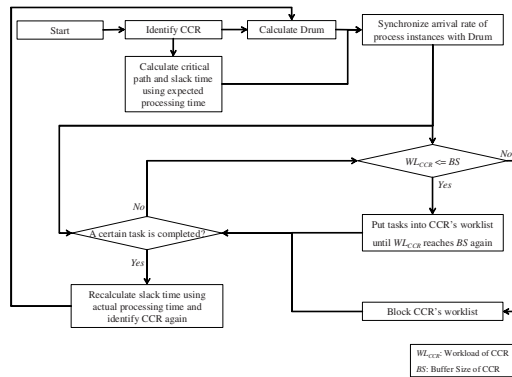 Start
Identify CCR
Calculate Drum
Synchronize arrival rate of
process instances with Drum
Calculate critical
path and slack time
using expected
processing time
WL_CCR <= BS
No
Yes
No
Put tasks into CCR's worklist
until WL_CCR reaches BS again
A certain task is completed?
Yes
Recalculate slack time using
actual processing time and
identify CCR again
Block CCR's worklist
WL_CCR: Workload of CCR
BS: Buffer Size of CCR